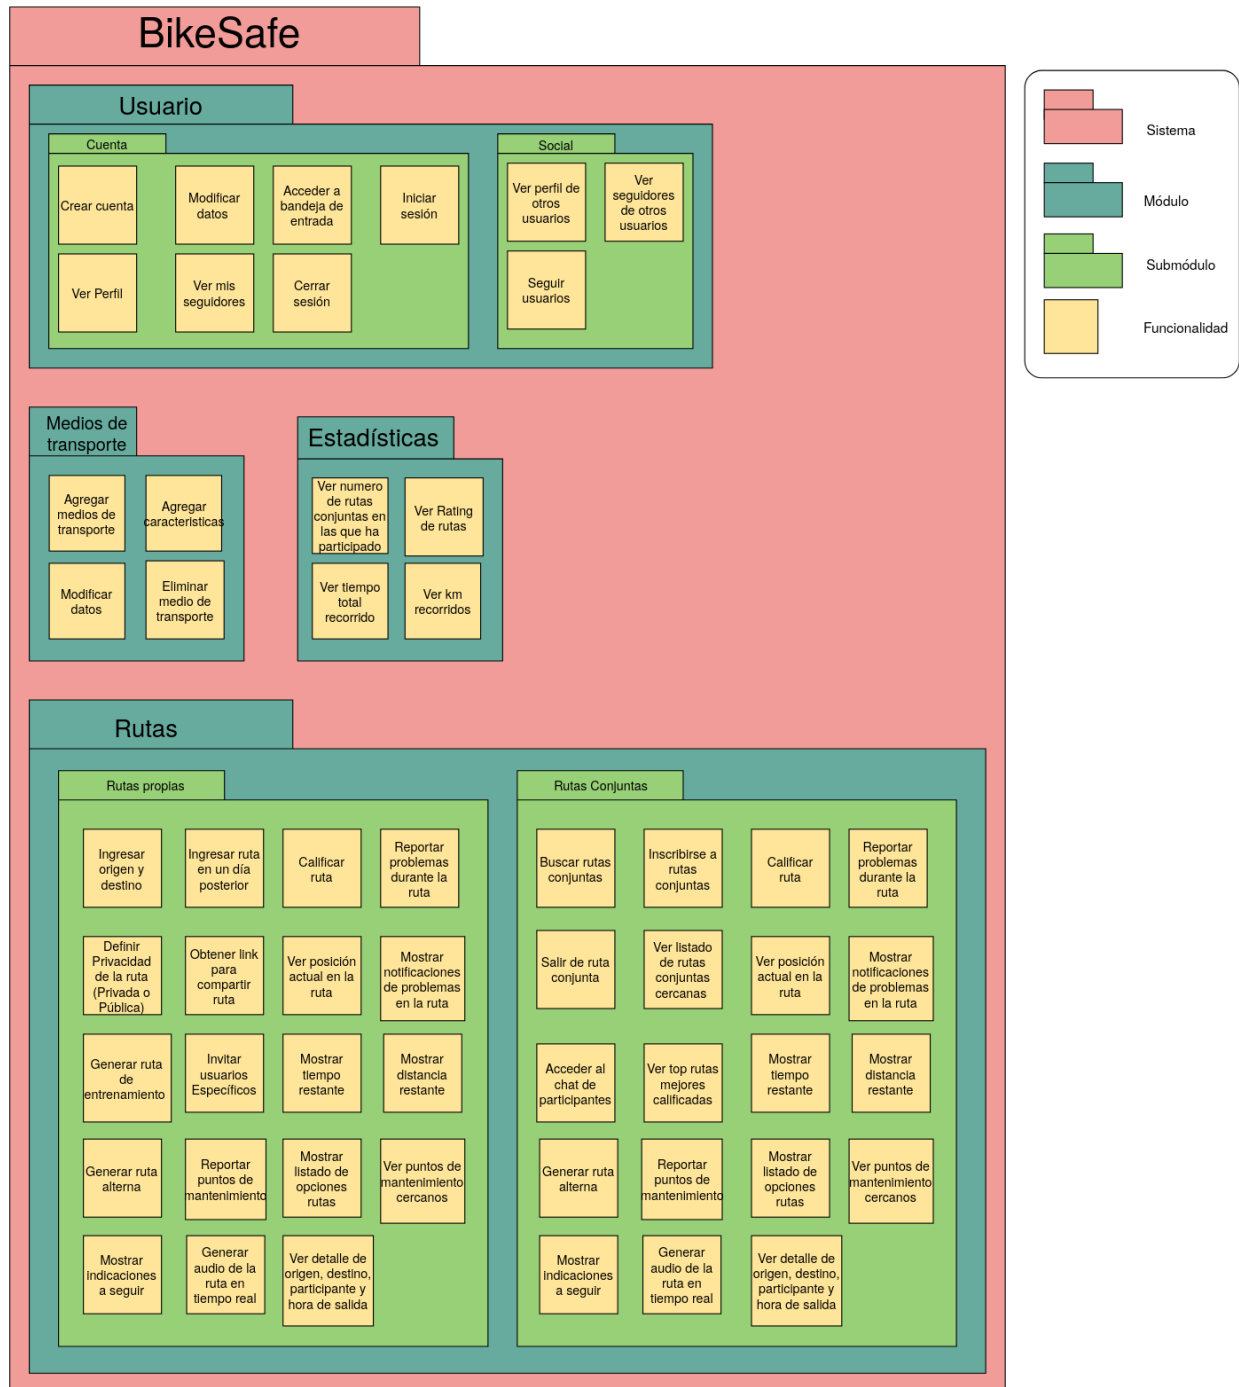 BikeSafe
Usuario
Cuenta
Crear cuenta
Modificar
datos
Acceder a
bandeja de
entrada
Iniciar
sesión
Ver Perfil
Ver mis
seguidores
Cerrar
sesión
Social
Ver perfil de
otros
usuarios
Ver
seguidores
de otros
usuarios
Seguir
usuarios
Sistema
Módulo
Submódulo
Funcionalidad
Medios de
transporte
Agregar
medios de
transporte
Agregar
caracteristicas
Modificar
datos
Eliminar
medio de
transporte
Estadísticas
Ver numero
de rutas
conjuntas en
las que ha
participado
Ver Rating
de rutas
Ver tiempo
total
recorrido
Ver km
recorridos
Rutas
Rutas propias
Ingresar
origen y
destino
Ingresar ruta
en un día
posterior
Calificar
ruta
Reportar
problemas
durante la
ruta
Definir
Privacidad
de la ruta
(Privada o
Pública)
Obtener link
para
compartir
ruta
Ver posición
actual en la
ruta
Mostrar
notificaciones
de problemas
en la ruta
Generar ruta
de
entrenamiento
Invitar
usuarios
Específicos
Mostrar
tiempo
restante
Mostrar
distancia
restante
Generar ruta
alterna
Reportar
puntos de
mantenimiento
Mostrar
listado de
opciones
rutas
Ver puntos de
mantenimiento
cercanos
Mostrar
indicaciones
a seguir
Generar
audio de la
ruta en
tiempo real
Ver detalle de
origen, destino,
participante y
hora de salida
Rutas Conjuntas
Buscar rutas
conjuntas
Inscribirse a
rutas
conjuntas
Calificar
ruta
Reportar
problemas
durante la
ruta
Salir de ruta
conjunta
Ver listado
de rutas
conjuntas
cercanas
Ver posición
actual en la
ruta
Mostrar
notificaciones
de problemas
en la ruta
Acceder al
chat de
participantes
Ver top rutas
mejores
calificadas
Mostrar
tiempo
restante
Mostrar
distancia
restante
Generar ruta
alterna
Reportar
puntos de
mantenimiento
Mostrar
listado de
opciones
rutas
Ver puntos de
mantenimiento
cercanos
Mostrar
indicaciones
a seguir
Generar
audio de la
ruta en
tiempo real
Ver detalle de
origen, destino,
participante y
hora de salida